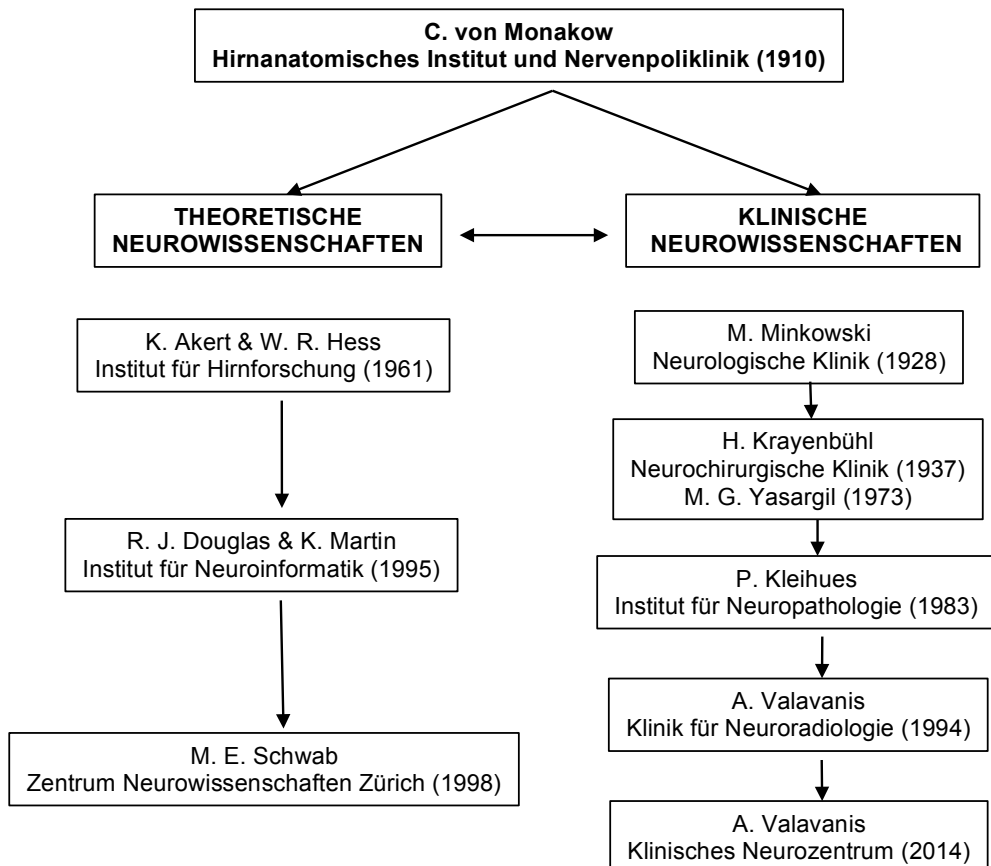 C. von Monakow
Hirnanatomisches Institut und Nervenpoliklinik (1910)
THEORETISCHE
NEUROWISSENSCHAFTEN
KLINISCHE
NEUROWISSENSCHAFTEN
K. Akert & W. R. Hess
Institut für Hirnforschung (1961)
R. J. Douglas & K. Martin
Institut für Neuroinformatik (1995)
M. E. Schwab
Zentrum Neurowissenschaften Zürich (1998)
M. Minkowski
Neurologische Klinik (1928)
H. Krayenbühl
Neurochirurgische Klinik (1937)
M. G. Yasargil (1973)
P. Kleihues
Institut für Neuropathologie (1983)
A. Valavanis
Klinik für Neuroradiologie (1994)
A. Valavanis
Klinisches Neurozentrum (2014)